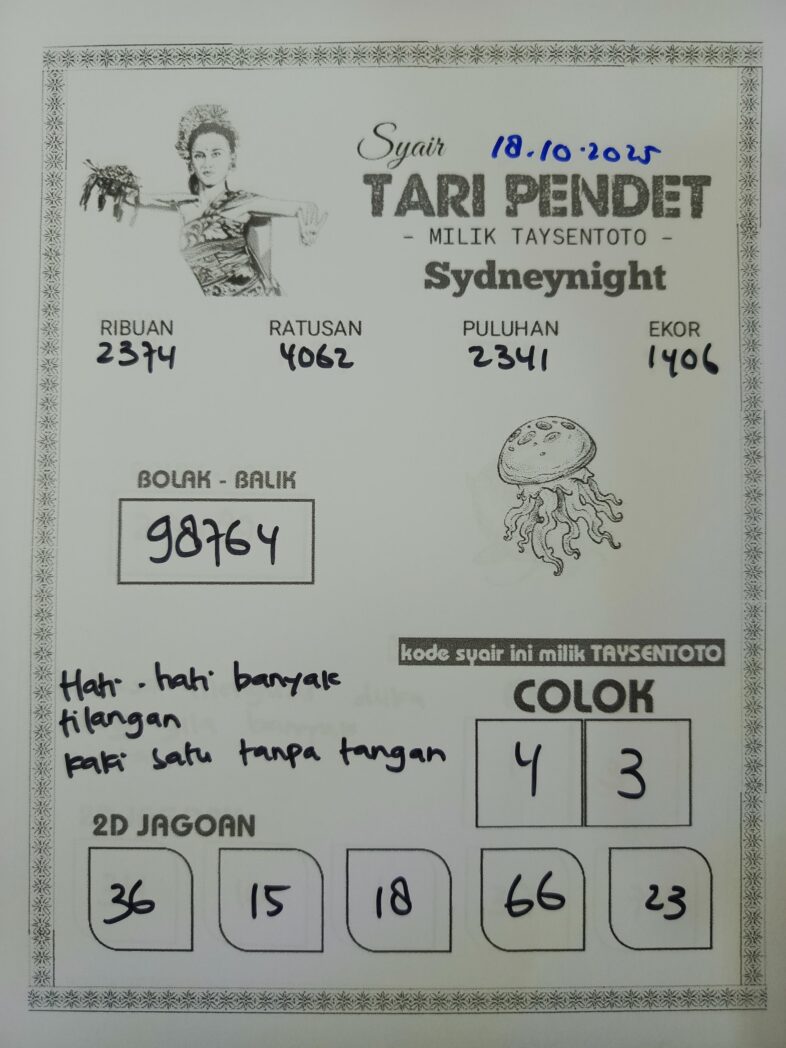 Syair 18.10.2025
TARI PENDET
- MILIK TAYSENTOTO -
Sydneynight
RIBUAN RATUSAN PULUHAN EKOR
2374 4062 2341 1406
BOLAK - BALIK
98764
kode syair ini milik TAYSENTOTO
Hati . hati banyak
tilangan
kaki satu tanpa tangan
COLOK
4 3
2D JAGOAN
36 15 18 66 23